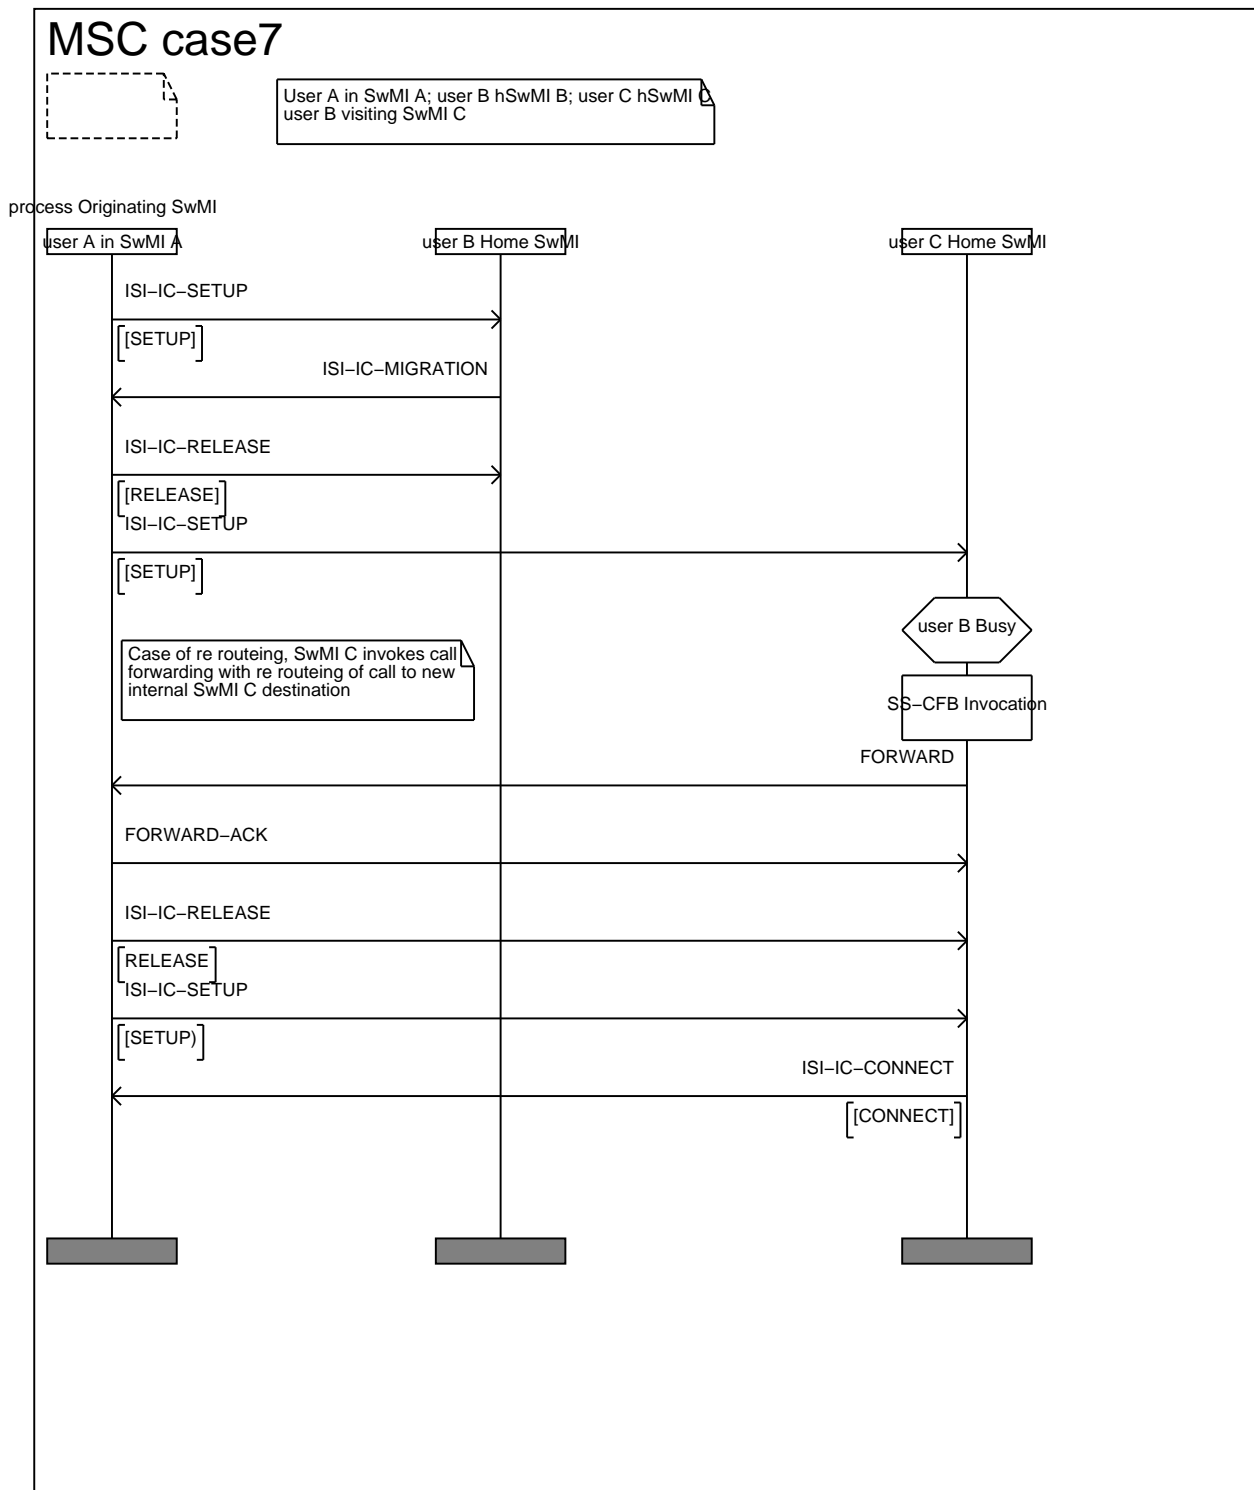 MSC case7
User A in SwMI A; user B hSwMI B; user C hSwMI C
user B visiting SwMI C
process Originating SwMI
user A in SwMI A
user B Home SwMI
user C Home SwMI
ISI–IC–SETUP
[SETUP]
ISI–IC–MIGRATION
ISI–IC–RELEASE
[RELEASE]
ISI–IC–SETUP
[SETUP]
user B Busy
Case of re routeing, SwMI C invokes call
forwarding with re routeing of call to new
internal SwMI C destination
SS–CFB Invocation
FORWARD
FORWARD–ACK
ISI–IC–RELEASE
RELEASE
ISI–IC–SETUP
[SETUP)
ISI–IC–CONNECT
[CONNECT]